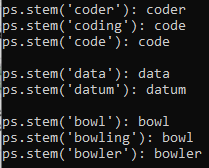 ps.stem('coder'): coder
ps.stem('coding'): code
ps.stem('code'): code
ps.stem('data'): data
ps.stem('datum'): datum
ps.stem('bowl'): bowl
ps.stem('bowling'): bowl
ps.stem('bowler'): bowler